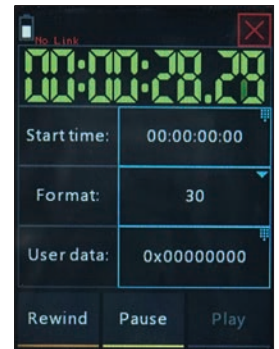 No Link
00:00:28.29
Start time: 00:00:00:00
Format: 30
User data: 0x00000000
Rewind Pause Play